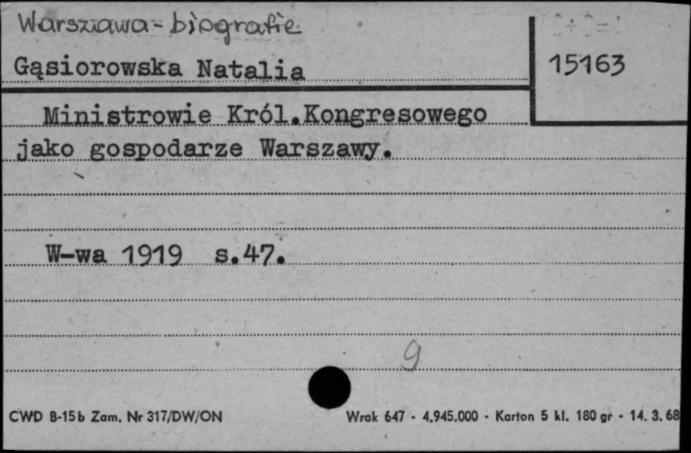 Warszawa - biografie
Gąsiorowska Natalia
15163
Ministrowie Król.Kongresowego
jako gospodarze Warszawy.
W-wa 1919 s.47.
9
CWD B-15b Zam. Nr 317/DW/ON
Wrak 647 - 4.945.000 - Karton 5 kl. 180 gr - 14. 3. 68